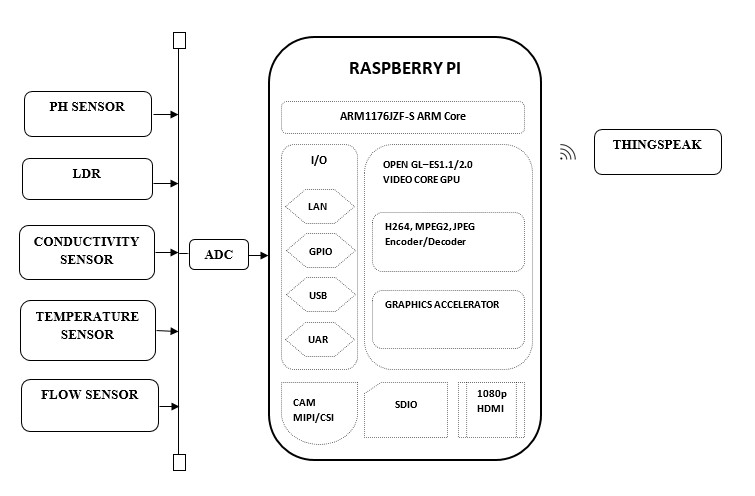 PH SENSOR
LDR
CONDUCTIVITY
SENSOR
TEMPERATURE
SENSOR
FLOW SENSOR
ADC
RASPBERRY PI
ARM1176JZF-S ARM Core
I/O
LAN
GPIO
USB
UAR
OPEN GL–ES1.1/2.0
VIDEO CORE GPU
H264, MPEG2, JPEG
Encoder/Decoder
GRAPHICS ACCELERATOR
CAM
MIPI/CSI
SDIO
1080p
HDMI
THINGSPEAK